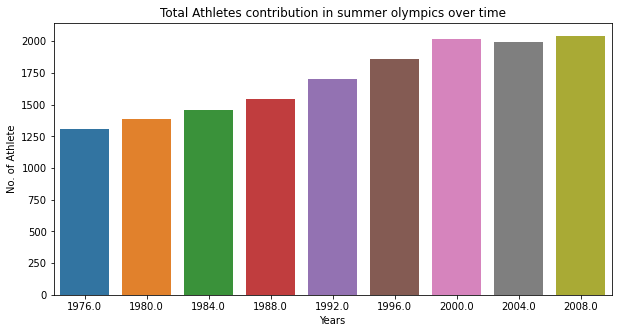 Total Athletes contribution in summer olympics over time
No. of Athlete
2000
1750
1500
1250
1000
750
500
250
0
1976.0 1980.0 1984.0 1988.0 1992.0 1996.0 2000.0 2004.0 2008.0
Years